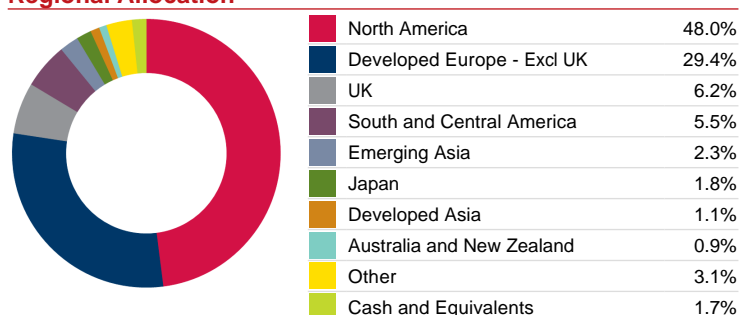 Regional Allocation
North America 48.0%
Developed Europe - Excl UK 29.4%
UK 6.2%
South and Central America 5.5%
Emerging Asia 2.3%
Japan 1.8%
Developed Asia 1.1%
Australia and New Zealand 0.9%
Other 3.1%
Cash and Equivalents 1.7%